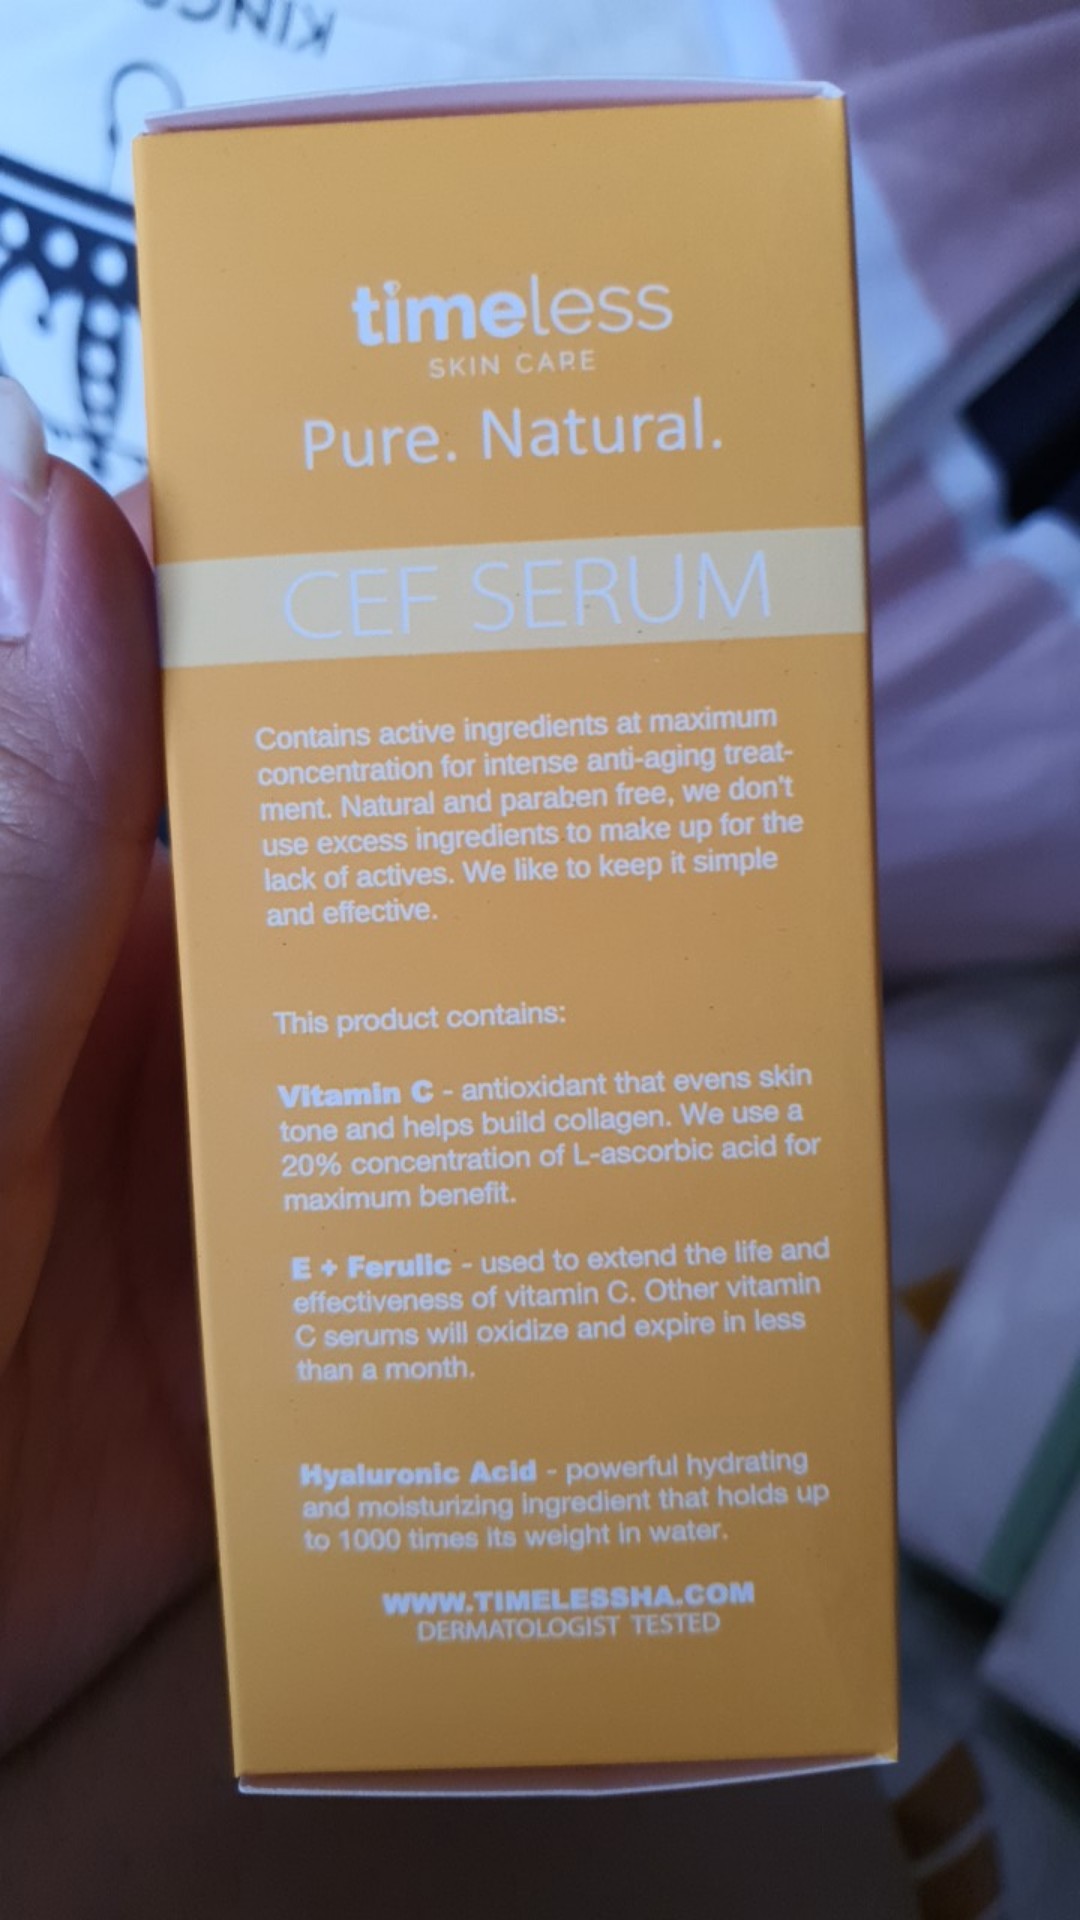 timeless
SKIN CARE
Pure. Natural.
CEF SERUM
Contains active ingredients at maximum
concentration for intense anti-aging treat-
ment. Natural and paraben free, we don't
use excess ingredients to make up for the
lack of actives. We like to keep it simple
and effective.
This product contains:
Vitamin C - antioxidant that evens skin
tone and helps build collagen. We use a
20% concentration of L-ascorbic acid for
maximum benefit.
E + Ferulic - used to extend the life and
effectiveness of vitamin C. Other vitamin
C serums will oxidize and expire in less
than a month.
Hyaluronic Acid - powerful hydrating
and moisturizing ingredient that holds up
to 1000 times its weight in water.
WWW.TIMELESSHA.COM
DERMATOLOGIST TESTED